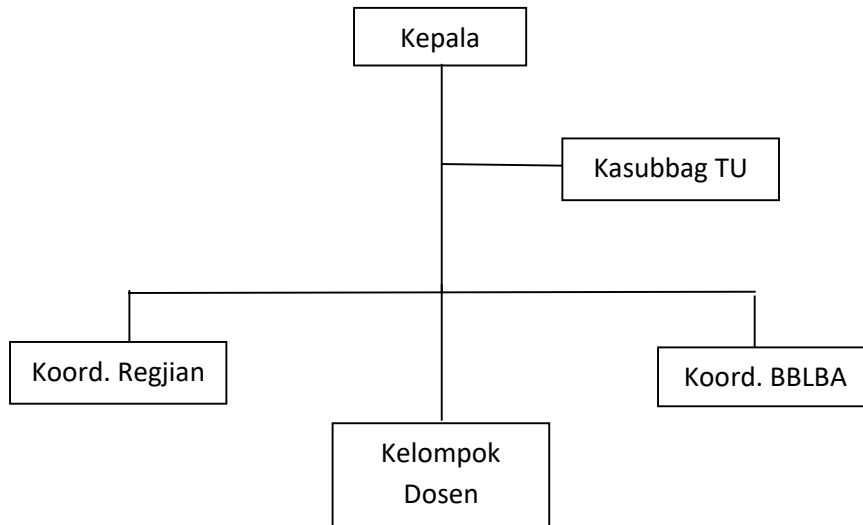 Kepala
Kasubbag TU
Koord. Regjian
Koord. BBLBA
Kelompok
Dosen